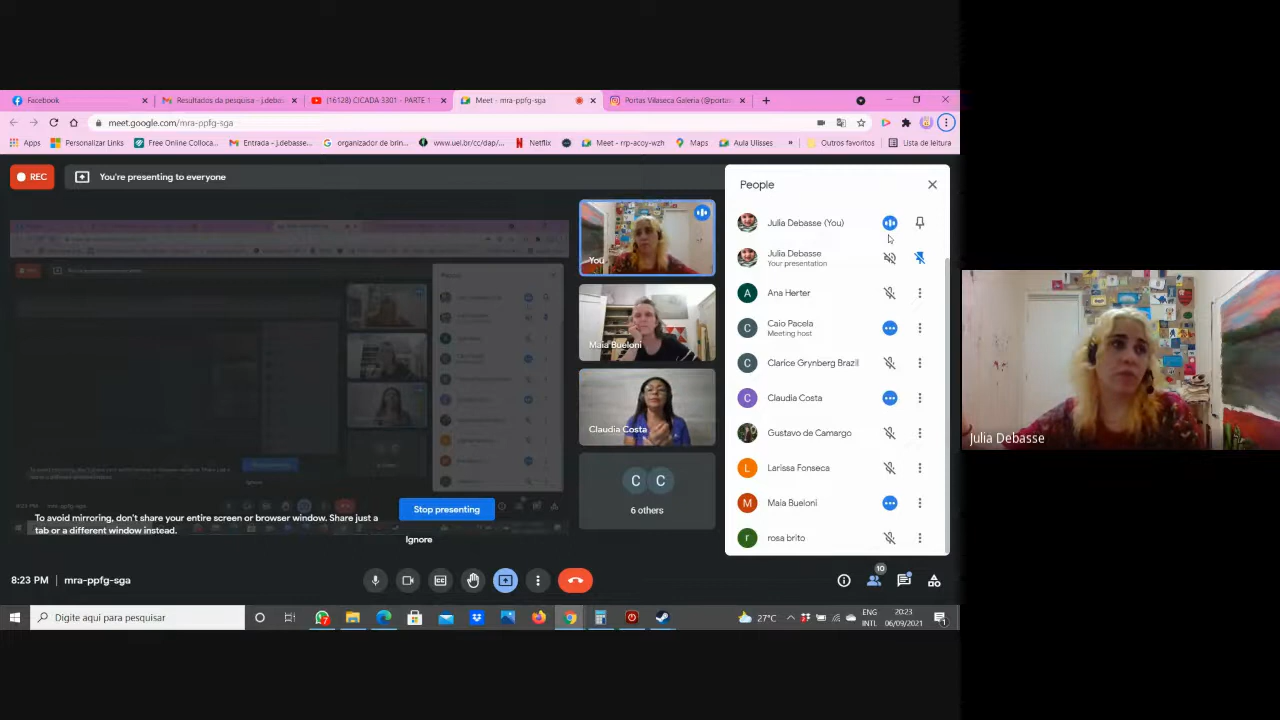 Facebook
Resultados da pesquisa - j.debas
(16128) CICADA 3301 - PARTE 1
Meet - mra-ppfg-sga
Portas Vilaseca Galeria (@portas
meet.google.com/mra-ppfg-sga
Apps
Personalizar Links
Free Online Colloca...
Entrada - j.debasse...
organizador de brin...
www.uel.br/cc/dap/...
Netflix
Meet - rrp-acoy-wzh
Maps
Aula Ulisses
»
Outros favoritos
Lista de leitura
REC
You're presenting to everyone
You
Maia Bueloni
Claudia Costa
C C
6 others
People
Julia Debasse (You)
Julia Debasse
Your presentation
A Ana Herter
C Caio Pacela
Meeting host
C Clarice Grynberg Brazil
C Claudia Costa
Gustavo de Camargo
L Larissa Fonseca
M Maia Bueloni
r rosa brito
To avoid mirroring, don't share your entire screen or browser window. Share just a
tab or a different window instead.
Stop presenting
Ignore
8:23 PM | mra-ppfg-sga
10
Digite aqui para pesquisar
27°C
ENG
INTL
20:23
06/09/2021
Julia Debasse